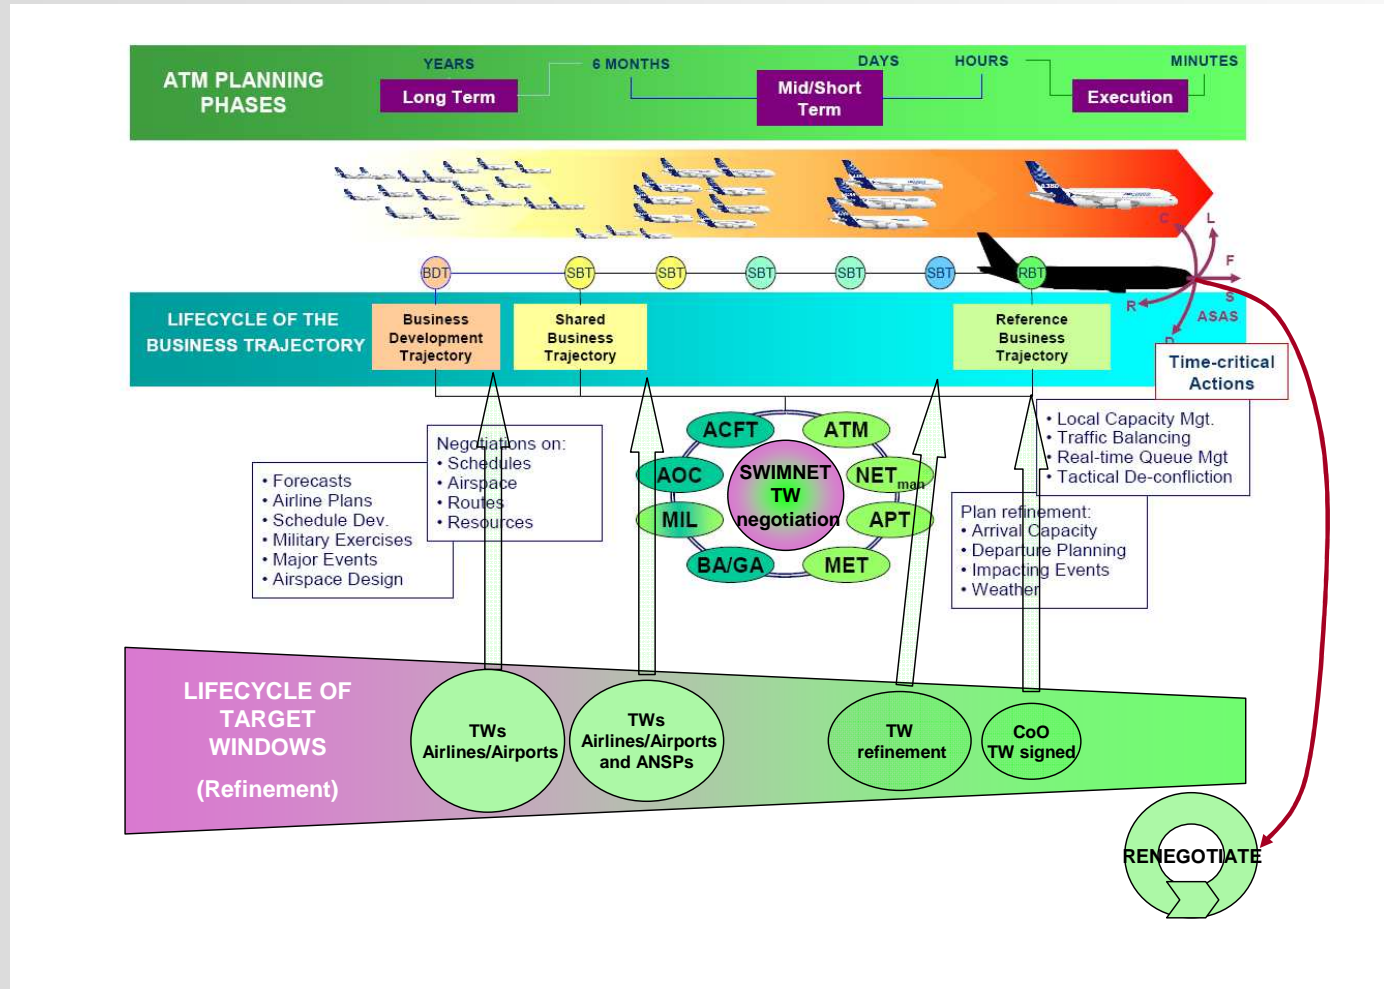 ATM PLANNING
PHASES
YEARS
Long Term
6 MONTHS
DAYS
Mid/Short
Term
HOURS
MINUTES
Execution
C
L
F
S
ASAS
R
D
BDT
SBT
SBT
SBT
SBT
SBT
RBT
LIFECYCLE OF THE
BUSINESS TRAJECTORY
Business
Development
Trajectory
Shared
Business
Trajectory
Reference
Business
Trajectory
Time-critical
Actions
• Local Capacity Mgt.
• Traffic Balancing
• Real-time Queue Mgt
• Tactical De-confliction
Negotiations on:
• Schedules
• Airspace
• Routes
• Resources
• Forecasts
• Airline Plans
• Schedule Dev.
• Military Exercises
• Major Events
• Airspace Design
ACFT
ATM
AOC
NET man
MIL
APT
BA/GA
MET
SWIMNET
TW
negotiation
Plan refinement:
• Arrival Capacity
• Departure Planning
• Impacting Events
• Weather
LIFECYCLE OF
TARGET
WINDOWS
(Refinement)
TWs
Airlines/Airports
TWs
Airlines/Airports
and ANSPs
TW
refinement
CoO
TW signed
RENEGOTIATE